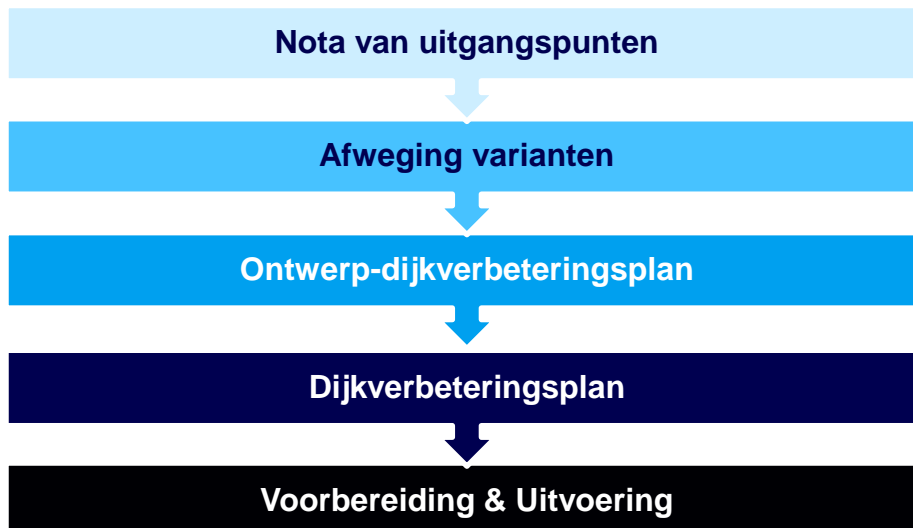 Nota van uitgangspunten
Afweging varianten
Ontwerp-dijkverbeteringsplan
Dijkverbeteringsplan
Voorbereiding & Uitvoering